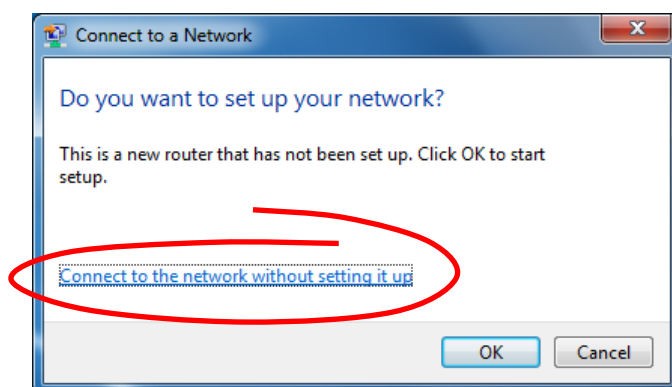 Connect to a Network
Do you want to set up your network?
This is a new router that has not been set up. Click OK to start
setup.
Connect to the network without setting it up
OK Cancel